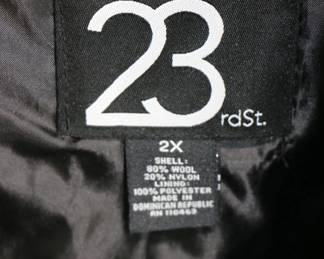 23
rdSt.
2X
SHELL:
80% WOOL
20% NYLON
LINING:
100% POLYESTER
MADE IN
DOMINICAN REPUBLIC
RN 110463